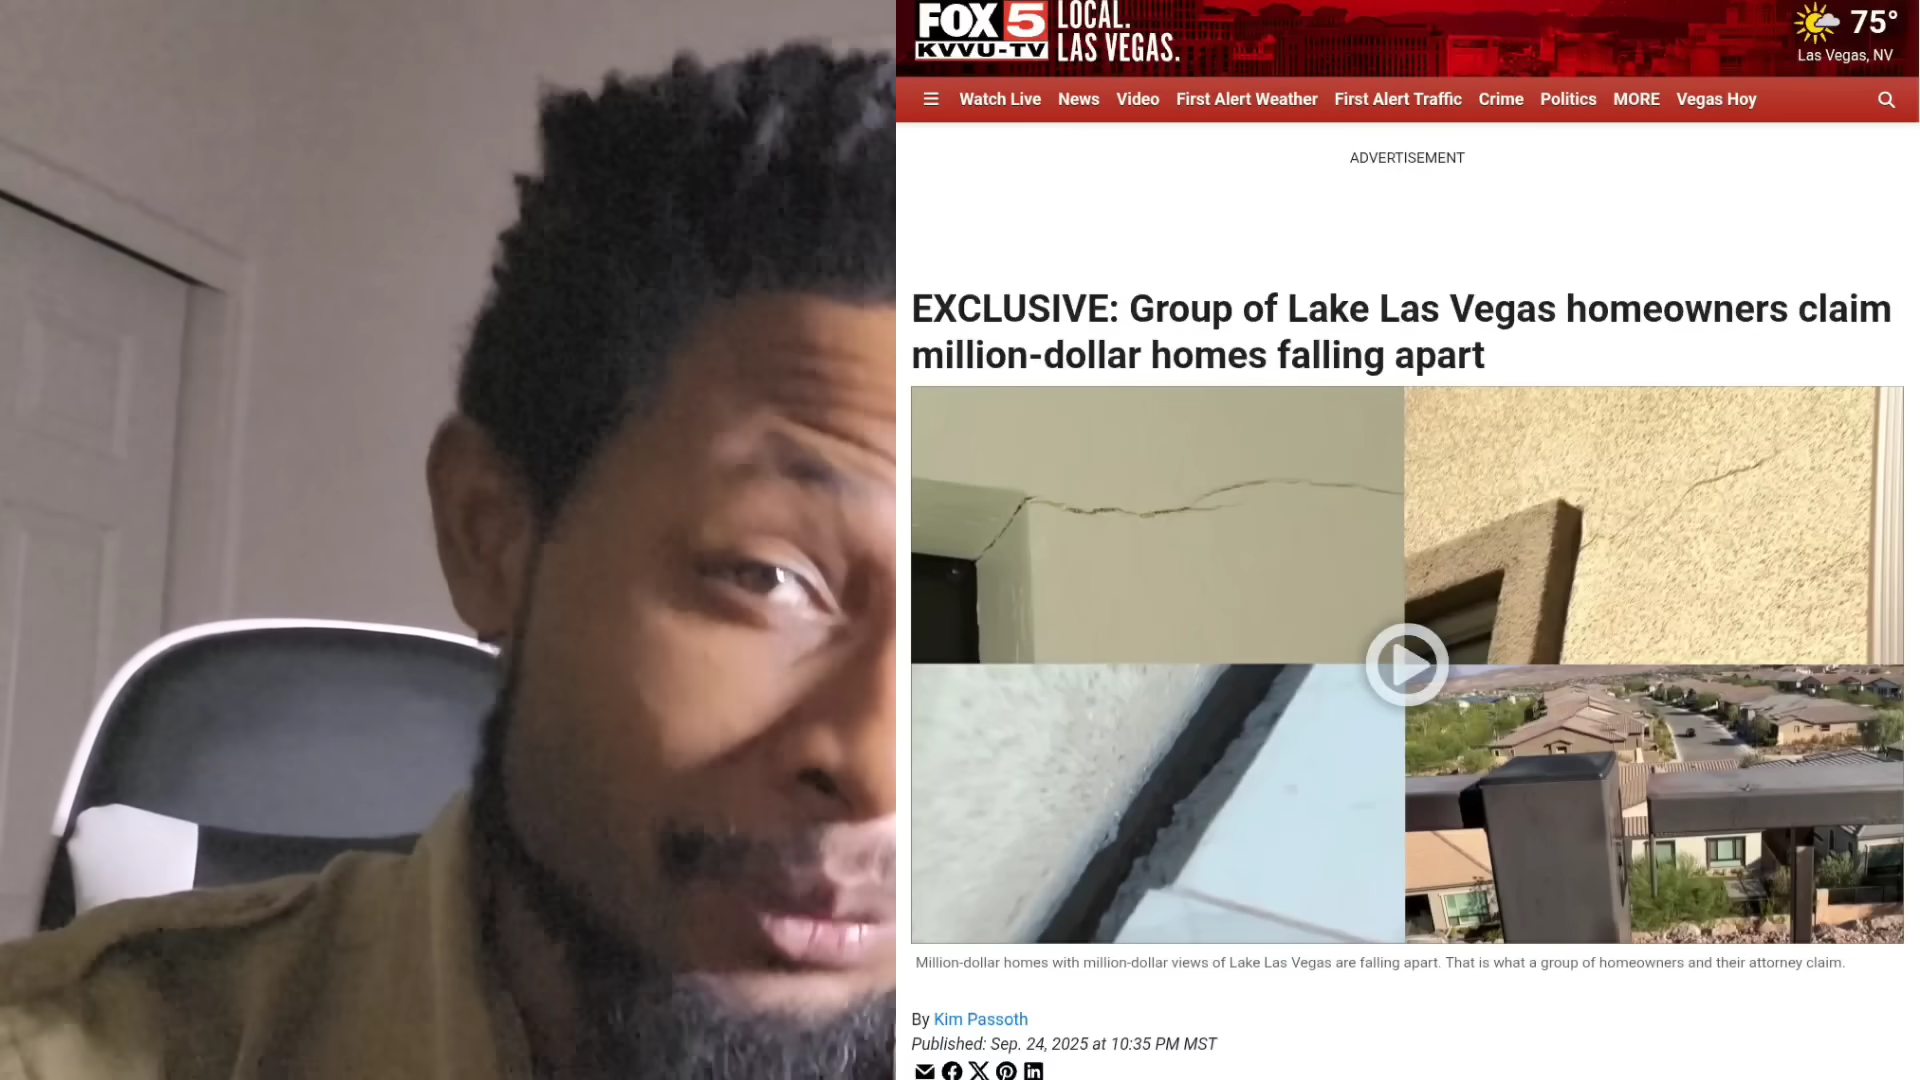 FOX 5
KVVU-TV
LOCAL.
LAS VEGAS.
75°
Las Vegas, NV
Watch Live News Video First Alert Weather First Alert Traffic Crime Politics MORE Vegas Hoy
ADVERTISEMENT
EXCLUSIVE: Group of Lake Las Vegas homeowners claim
million-dollar homes falling apart
Million-dollar homes with million-dollar views of Lake Las Vegas are falling apart. That is what a group of homeowners and their attorney claim.
By Kim Passoth
Published: Sep. 24, 2025 at 10:35 PM MST